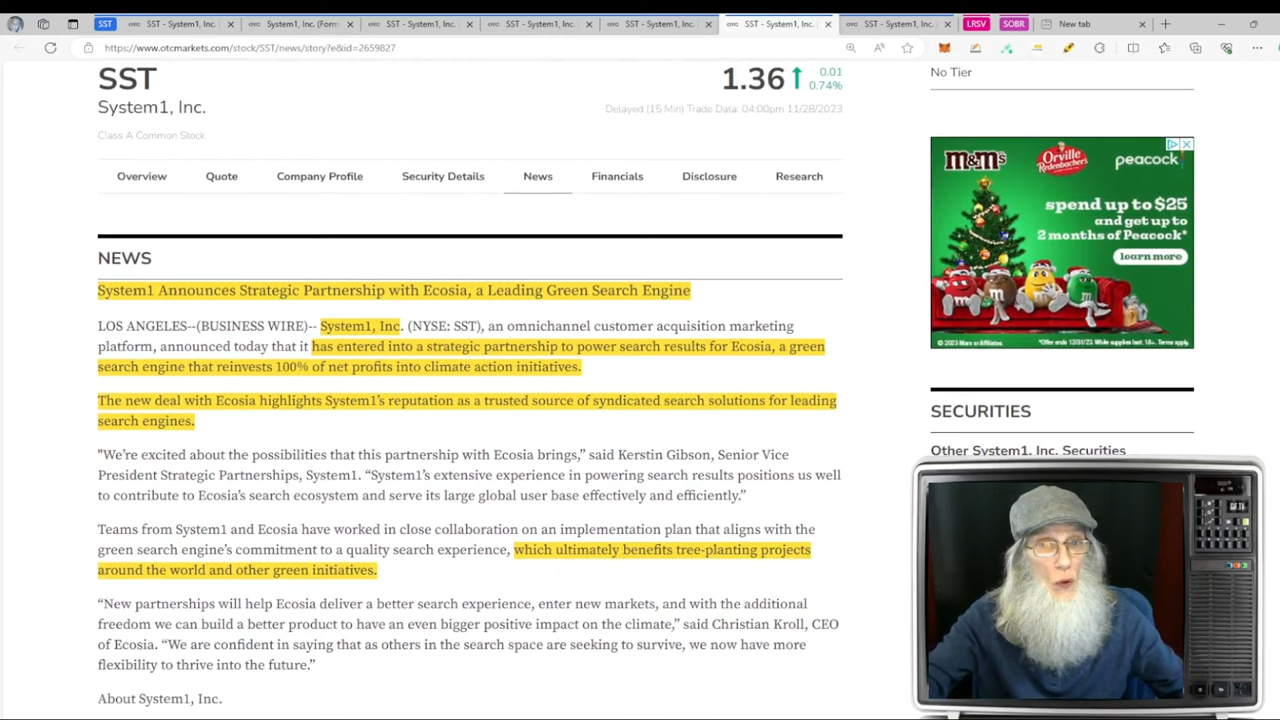 SST
SST - System1, Inc.
System1, Inc. (Form
SST - System1, Inc.
SST - System1, Inc.
SST - System1, Inc.
SST - System1, Inc.
SST - System1, Inc.
LRSV
SOBR
New tab
https://www.otcmarkets.com/stock/SST/news/story?e&id=2659827
SST
1.36
0.01
0.74%
System1, Inc.
Delayed (15 Min) Trade Data: 04:00pm 11/28/2023
Class A Common Stock
Overview
Quote
Company Profile
Security Details
News
Financials
Disclosure
Research
NEWS
System1 Announces Strategic Partnership with Ecosia, a Leading Green Search Engine
LOS ANGELES--(BUSINESS WIRE)-- System1, Inc. (NYSE: SST), an omnichannel customer acquisition marketing
platform, announced today that it has entered into a strategic partnership to power search results for Ecosia, a green
search engine that reinvests 100% of net profits into climate action initiatives.
The new deal with Ecosia highlights System1’s reputation as a trusted source of syndicated search solutions for leading
search engines.
"We’re excited about the possibilities that this partnership with Ecosia brings,” said Kerstin Gibson, Senior Vice
President Strategic Partnerships, System1. “System1’s extensive experience in powering search results positions us well
to contribute to Ecosia’s search ecosystem and serve its large global user base effectively and efficiently.”
Teams from System1 and Ecosia have worked in close collaboration on an implementation plan that aligns with the
green search engine’s commitment to a quality search experience, which ultimately benefits tree-planting projects
around the world and other green initiatives.
“New partnerships will help Ecosia deliver a better search experience, enter new markets, and with the additional
freedom we can build a better product to have an even bigger positive impact on the climate,” said Christian Kroll, CEO
of Ecosia. “We are confident in saying that as others in the search space are seeking to survive, we now have more
flexibility to thrive into the future.”
About System1, Inc.
No Tier
m&m's
Orville
Redenbacher's
peacock
spend up to $25
and get up to
2 months of Peacock*
learn more
© 2023 Mars or Affiliates.
*Offer ends 12/31/23. While supplies last. 18+. Terms apply.
SECURITIES
Other System1, Inc. Securities